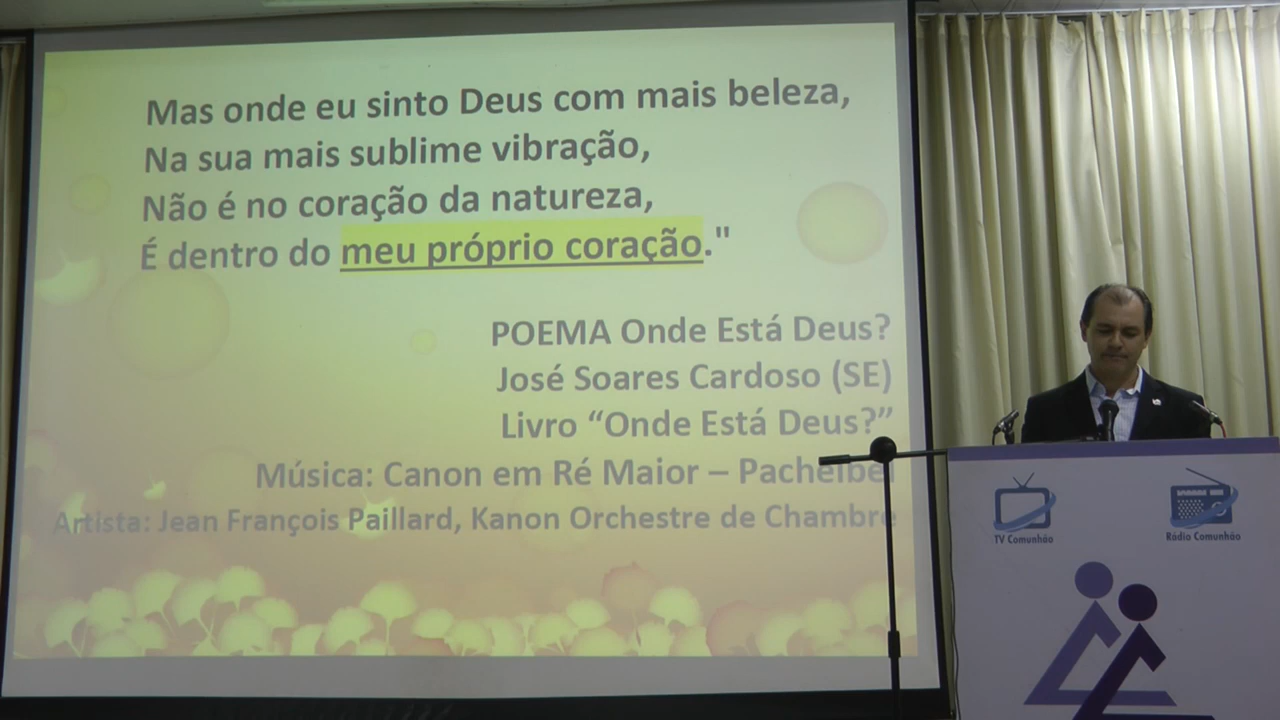 Mas onde eu sinto Deus com mais beleza,
Na sua mais sublime vibração,
Não é no coração da natureza,
É dentro do meu próprio coração."
POEMA Onde Está Deus?
José Soares Cardoso (SE)
Livro “Onde Está Deus?”
Música: Canon em Ré Maior – Pachelbel
Artista: Jean François Paillard, Kanon Orchestre de Chambre
TV Comunhão
Rádio Comunhão